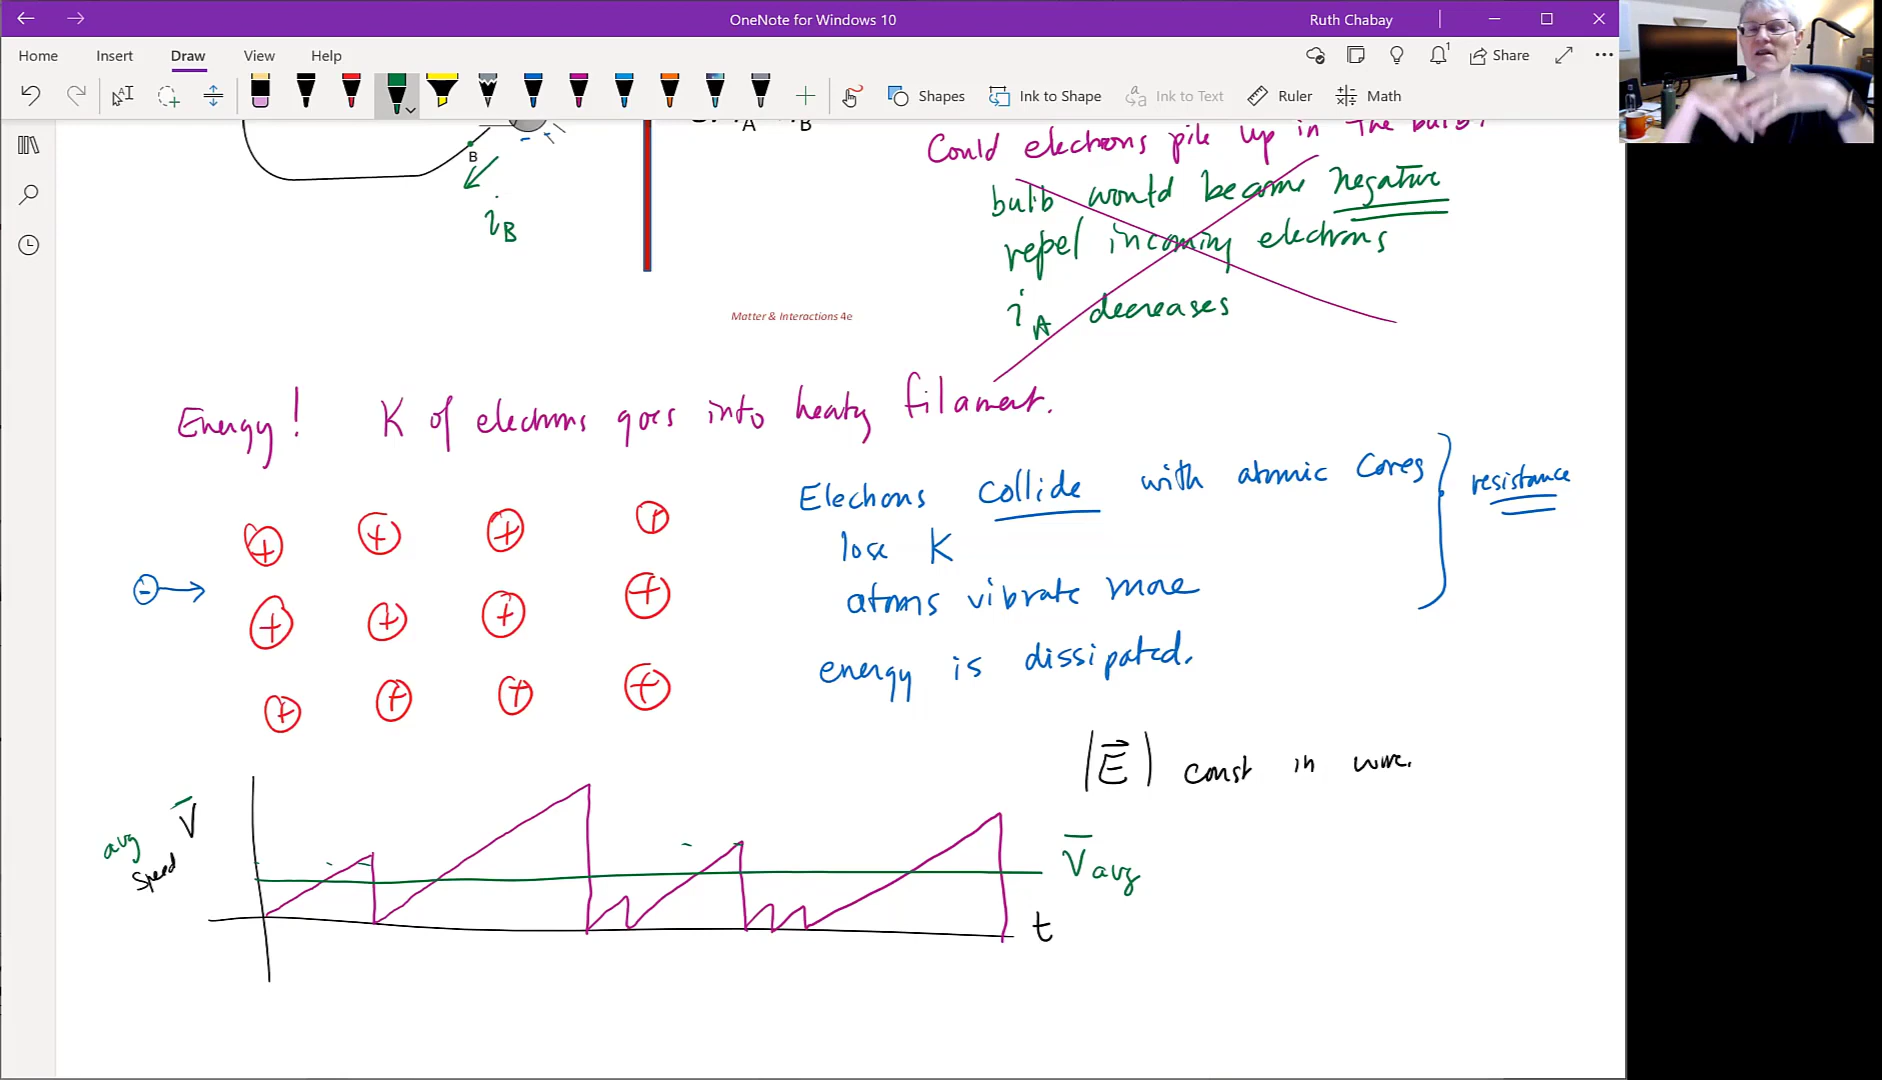 OneNote for Windows 10
Ruth Chabay
Home Insert Draw View Help
1 Share
Shapes Ink to Shape Ink to Text Ruler Math
A B
B
i B
Could electrons pile up in the bulb?
bulb would become negative
repel incoming electrons
i A decreases
Matter & Interactions 4e
Energy! K of electrons goes into heaty filament.
Electrons collide with atomic cores
resistance
lose K
atoms vibrate more
energy is dissipated.
+ + + +
- + + + +
+ + + +
|E⃗| const in wire.
avg speed v̄
v̄ avg
t